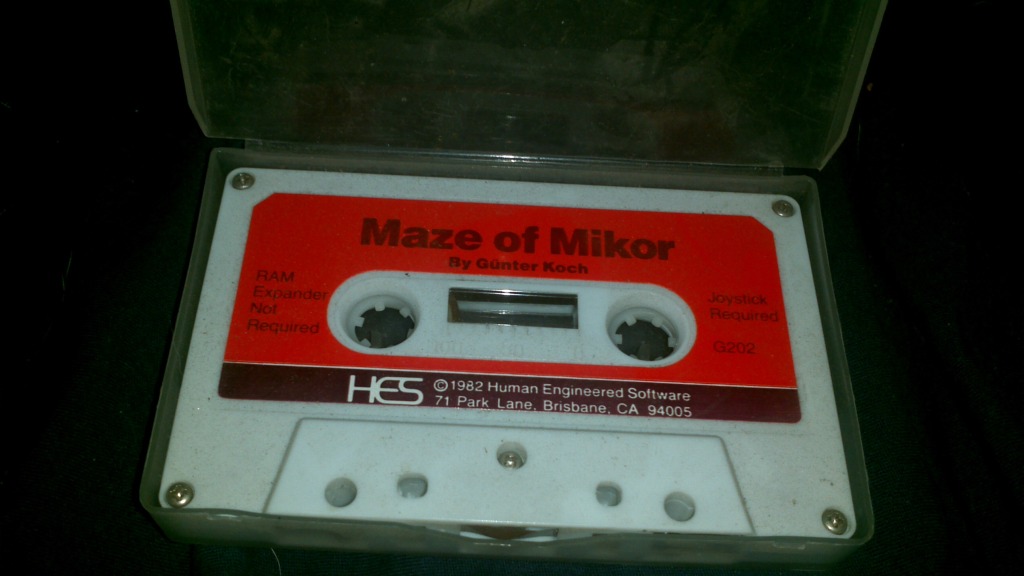 Maze of Mikor
By Günter Koch
RAM
Expander
Not
Required
Joystick
Required
G202
HES
©1982 Human Engineered Software
71 Park Lane, Brisbane, CA 94005